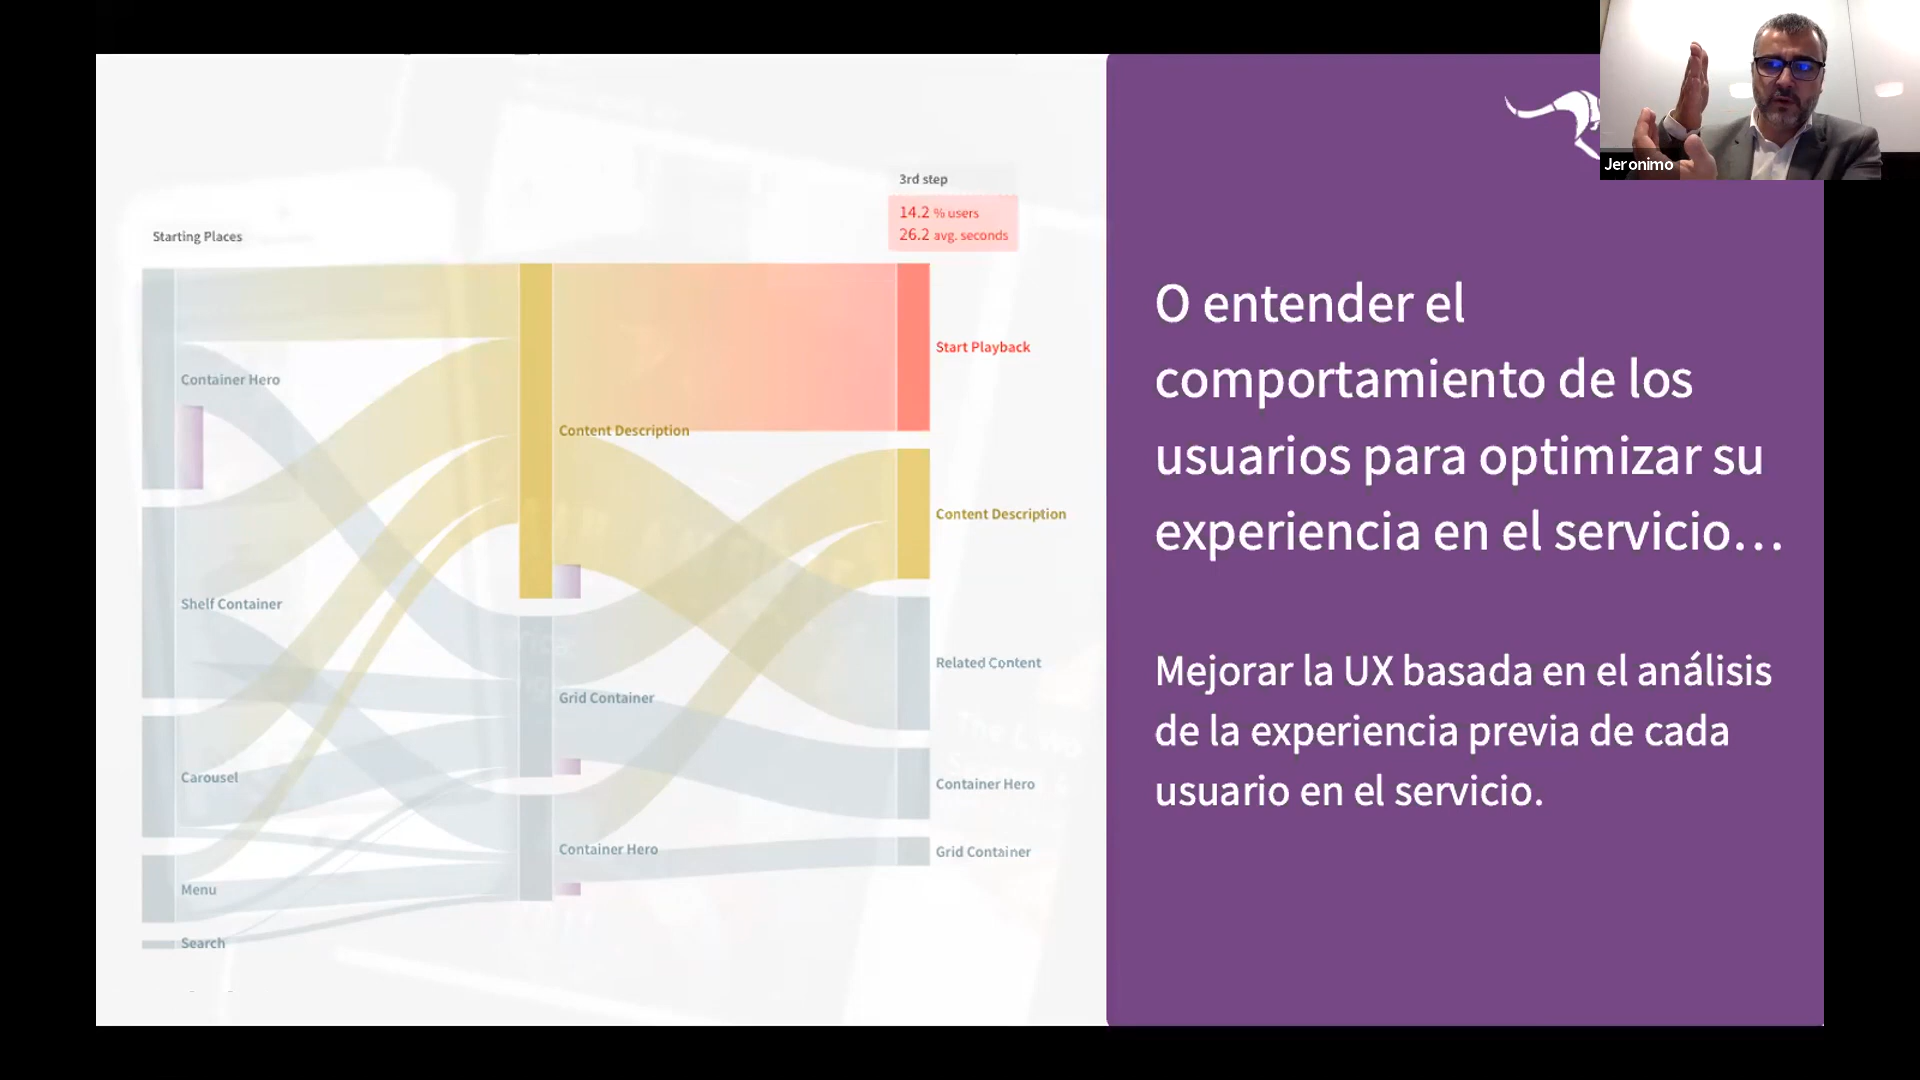 Jeronimo
3rd step
14.2 % users
26.2 avg. seconds
Starting Places
Container Hero
Shelf Container
Carousel
Menu
Search
Content Description
Grid Container
Container Hero
Start Playback
Content Description
Related Content
Container Hero
Grid Container
O entender el
comportamiento de los
usuarios para optimizar su
experiencia en el servicio…
Mejorar la UX basada en el análisis
de la experiencia previa de cada
usuario en el servicio.